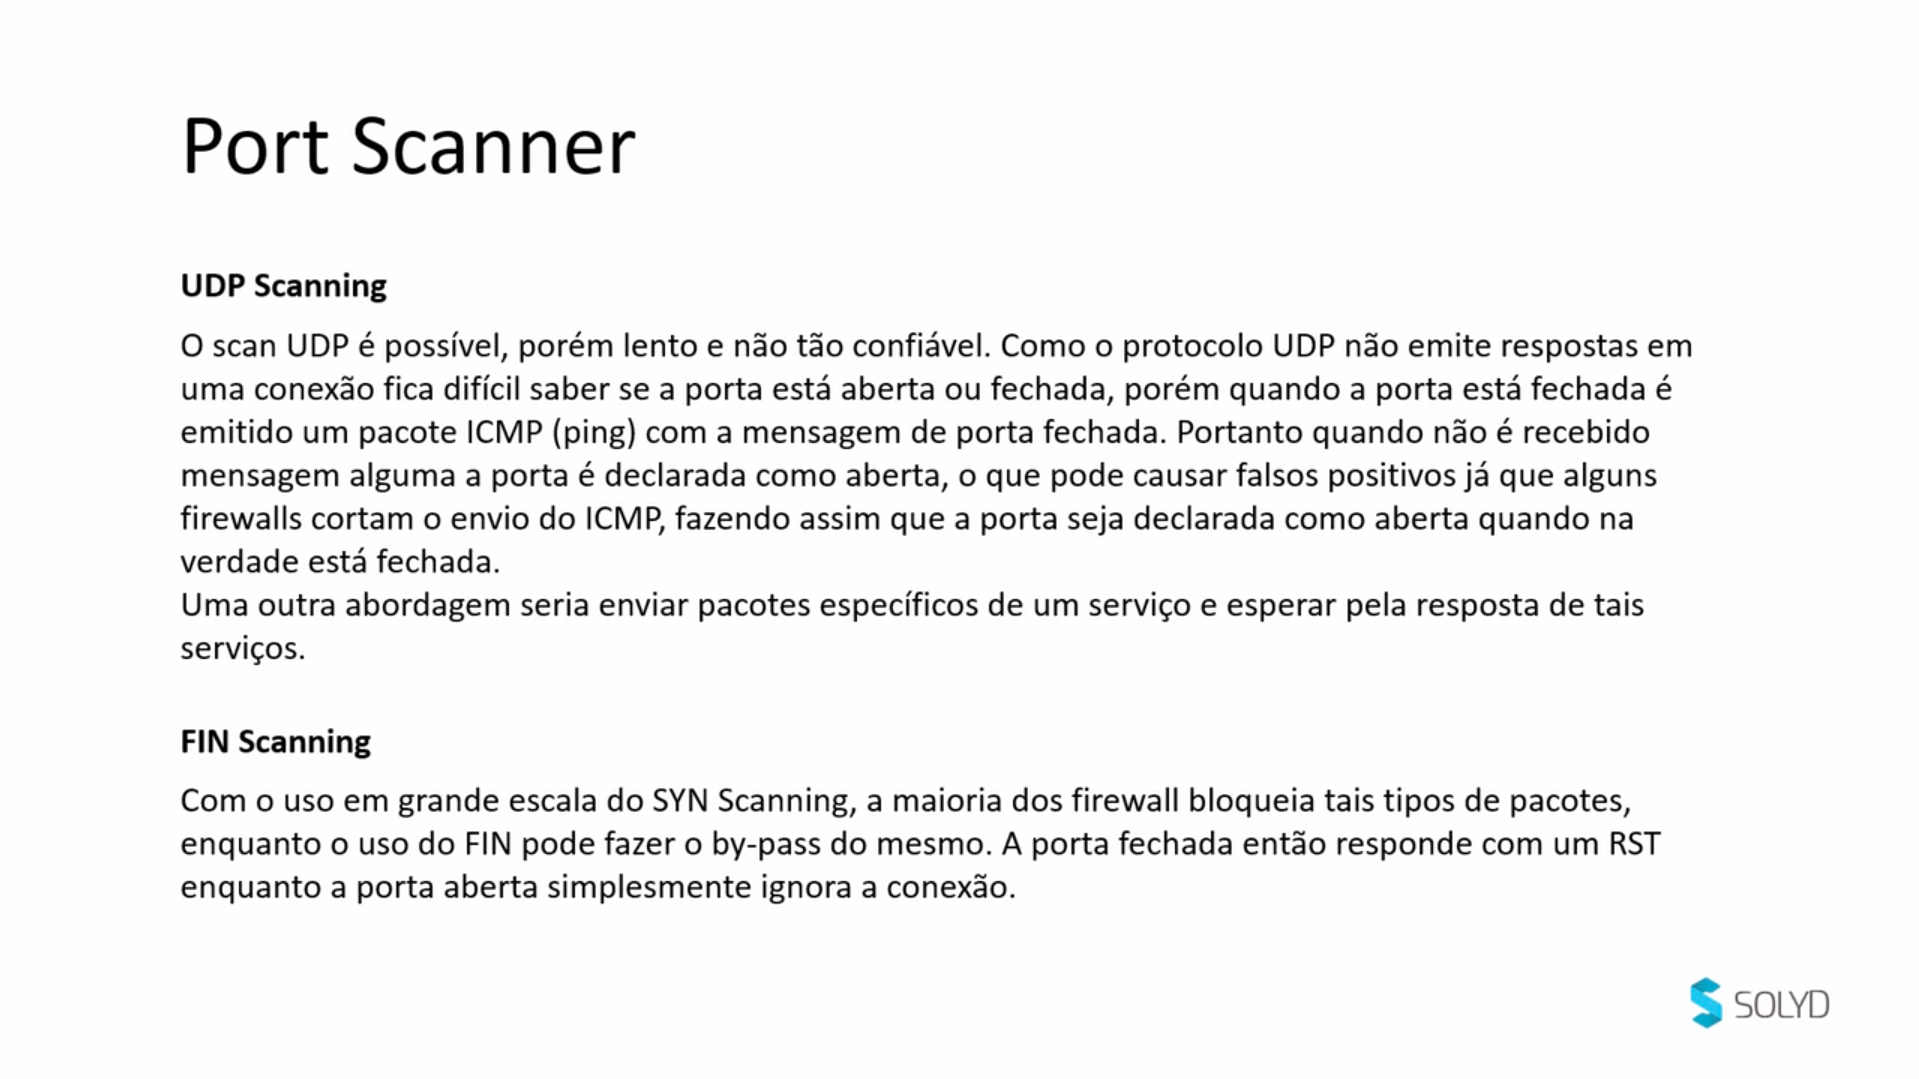 Port Scanner
UDP Scanning
O scan UDP é possível, porém lento e não tão confiável. Como o protocolo UDP não emite respostas em
uma conexão fica difícil saber se a porta está aberta ou fechada, porém quando a porta está fechada é
emitido um pacote ICMP (ping) com a mensagem de porta fechada. Portanto quando não é recebido
mensagem alguma a porta é declarada como aberta, o que pode causar falsos positivos já que alguns
firewalls cortam o envio do ICMP, fazendo assim que a porta seja declarada como aberta quando na
verdade está fechada.
Uma outra abordagem seria enviar pacotes específicos de um serviço e esperar pela resposta de tais
serviços.
FIN Scanning
Com o uso em grande escala do SYN Scanning, a maioria dos firewall bloqueia tais tipos de pacotes,
enquanto o uso do FIN pode fazer o by-pass do mesmo. A porta fechada então responde com um RST
enquanto a porta aberta simplesmente ignora a conexão.
SOLYD